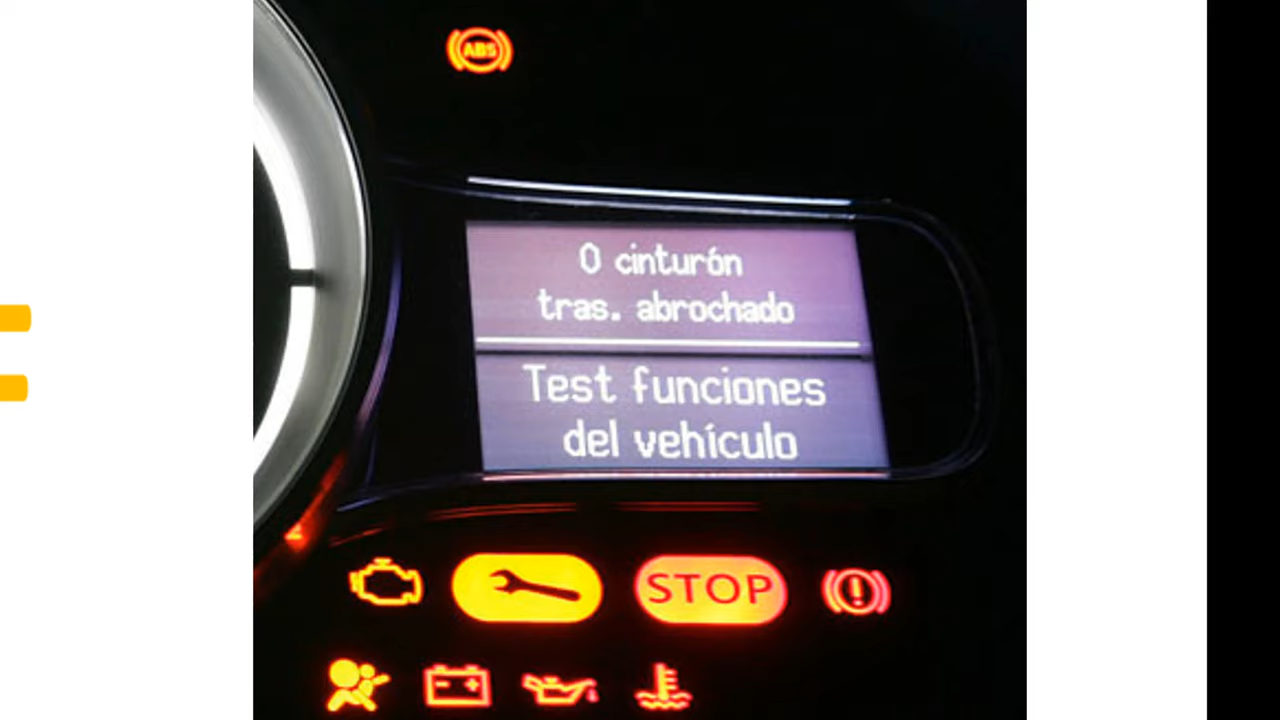 ABS
0 cinturón
tras. abrochado
Test funciones
del vehículo
STOP